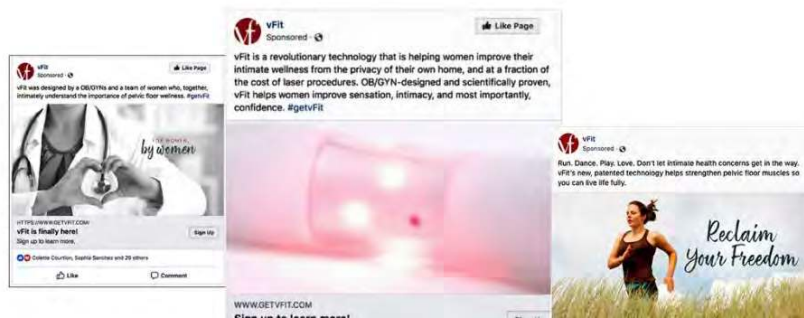 vFit
Sponsored
Like Page
vFit was designed by a OB/GYNs and a team of women who, together,
intimately understand the importance of pelvic floor wellness. #getvFit
FOR WOMEN,
by women
HTTPS://WWW.GETVFIT.COM/
vFit is finally here!
Sign up to learn more.
Sign Up
Colette Courtion, Sophia Sanchez and 29 others
Like
Comment
vFit
Sponsored
Like Page
vFit is a revolutionary technology that is helping women improve their
intimate wellness from the privacy of their own home, and at a fraction of
the cost of laser procedures. OB/GYN-designed and scientifically proven,
vFit helps women improve sensation, intimacy, and most importantly,
confidence. #getvFit
WWW.GETVFIT.COM
Sign up to learn more!
vFit
Sponsored
Run. Dance. Play. Love. Don't let intimate health concerns get in the way.
vFit's new, patented technology helps strengthen pelvic floor muscles so
you can live life fully.
Reclaim
Your Freedom